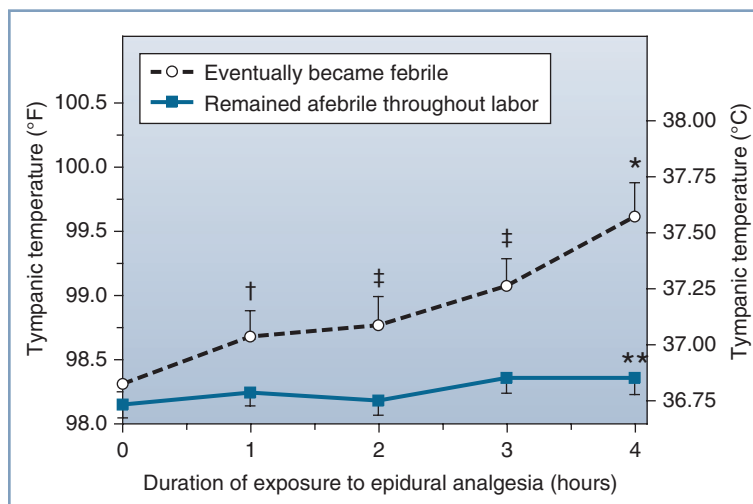 Eventually became febrile
Remained afebrile throughout labor
Tympanic temperature (°F)
100.5
100.0
99.5
99.0
98.5
98.0
†
‡
‡
*
**
38.00
37.75
37.50
37.25
37.00
36.75
Tympanic temperature (°C)
0 1 2 3 4
Duration of exposure to epidural analgesia (hours)